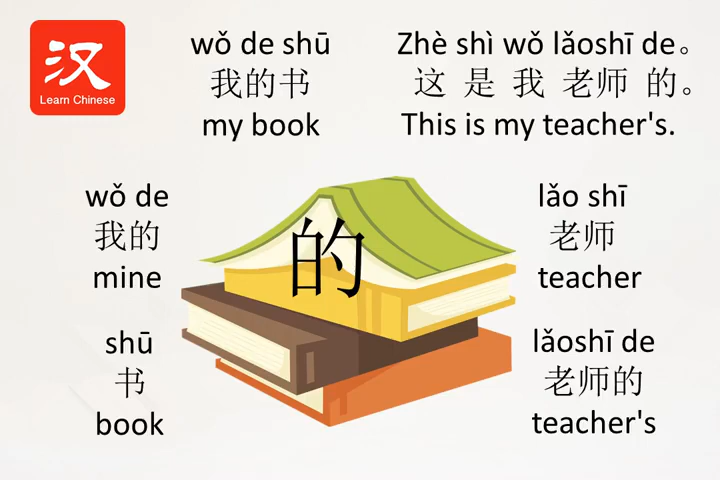 汉
Learn Chinese
wǒ de shū
我的书
my book
Zhè shì wǒ lǎoshī de。
这 是 我 老师 的。
This is my teacher's.
wǒ de
我的
mine
的
lǎo shī
老师
teacher
shū
书
book
lǎoshī de
老师的
teacher's